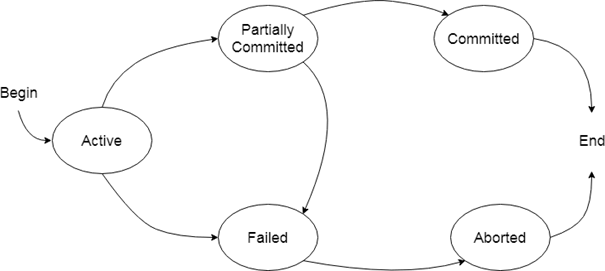 Partially
Committed
Committed
Begin
Active
End
Failed
Aborted